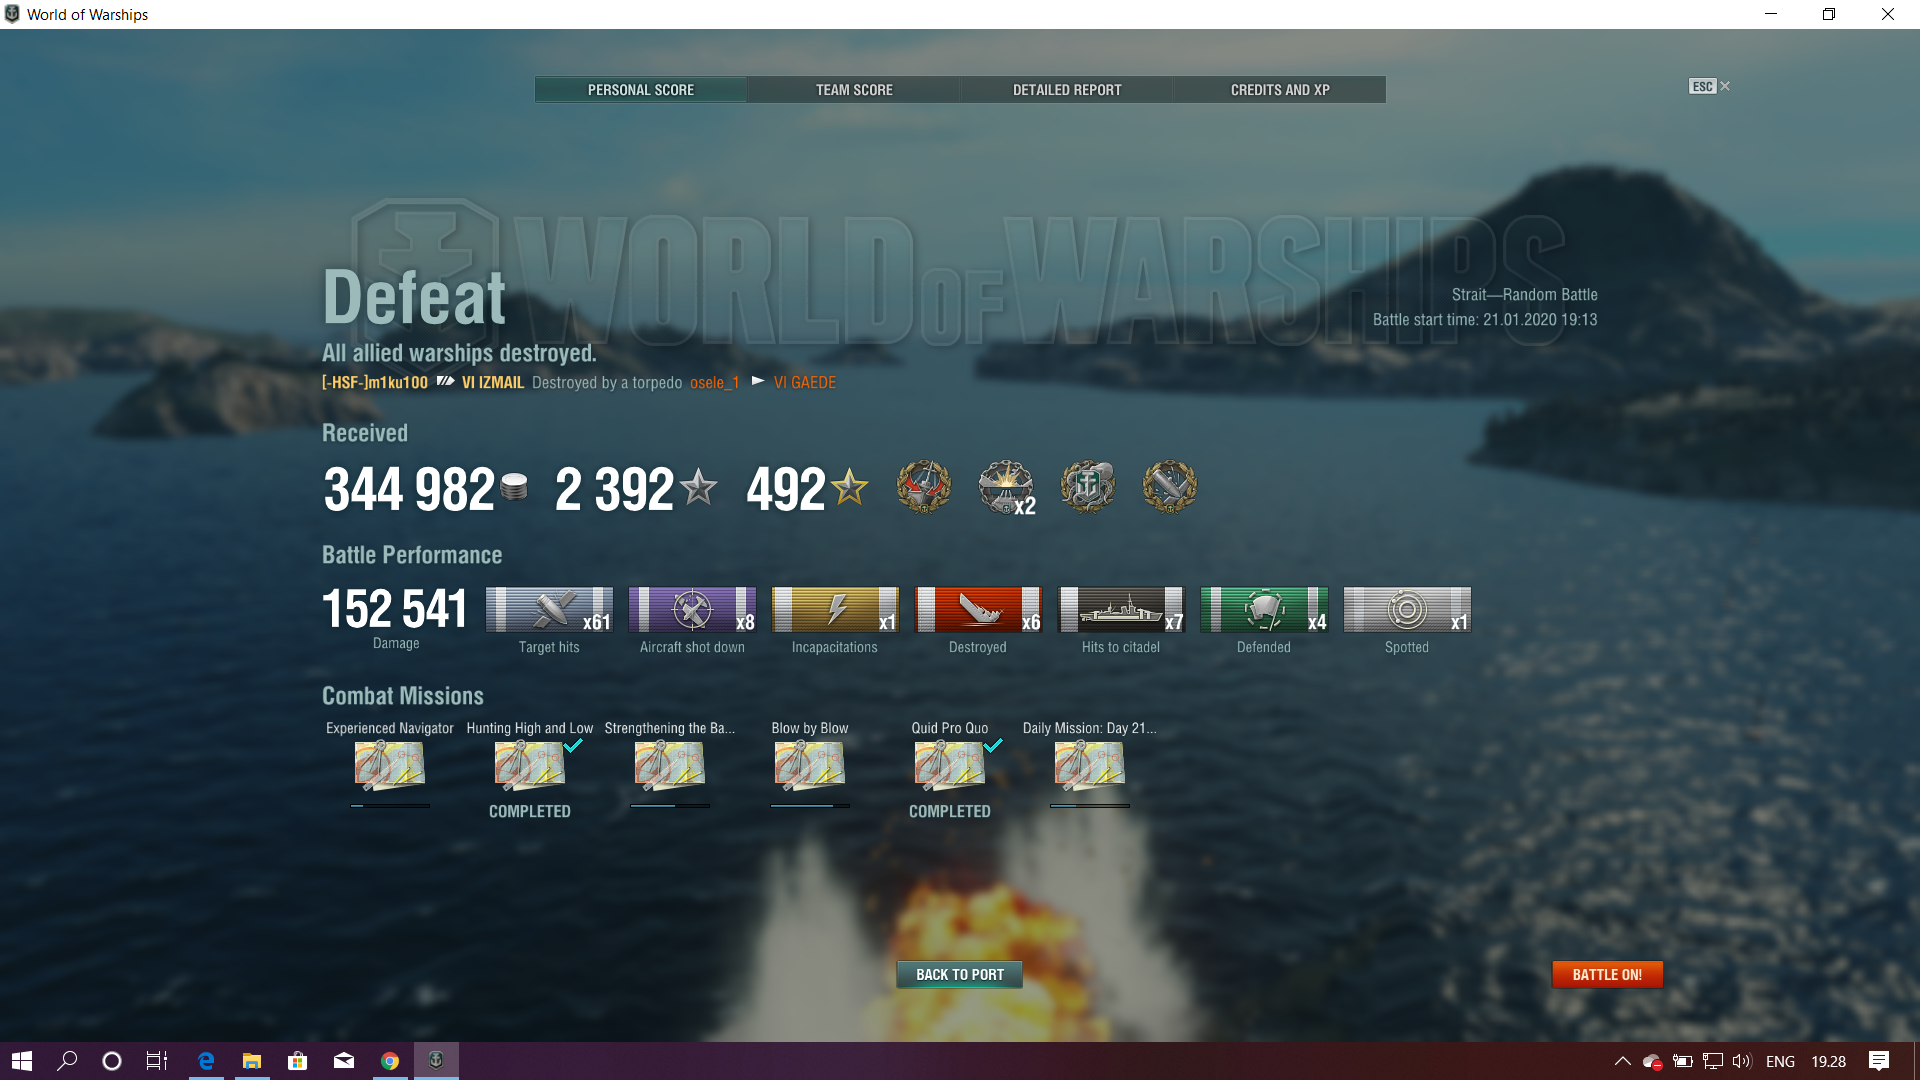 World of Warships
PERSONAL SCORE TEAM SCORE DETAILED REPORT CREDITS AND XP ESC
WORLD OF WARSHIPS
Defeat
Strait—Random Battle
Battle start time: 21.01.2020 19:13
All allied warships destroyed.
[-HSF-]m1ku100 VI IZMAIL Destroyed by a torpedo osele_1 VI GAEDE
Received
344 982 2 392 492 x2
Battle Performance
152 541 x61 x8 x1 x6 x7 x4 x1
Damage Target hits Aircraft shot down Incapacitations Destroyed Hits to citadel Defended Spotted
Combat Missions
Experienced Navigator Hunting High and Low Strengthening the Ba... Blow by Blow Quid Pro Quo Daily Mission: Day 21...
COMPLETED COMPLETED
BACK TO PORT BATTLE ON!
ENG 19.28